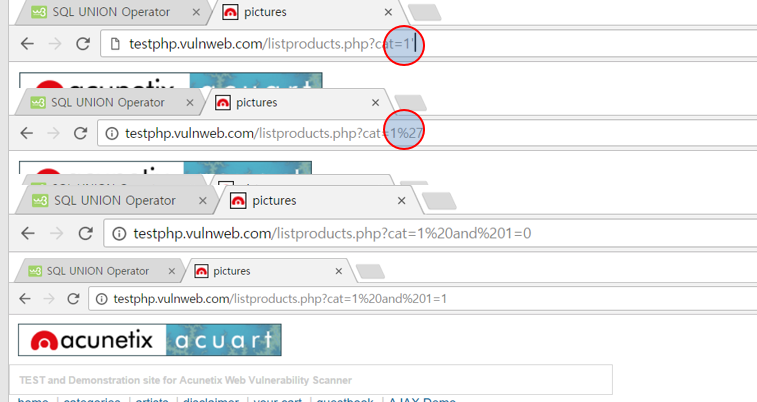 SQL UNION Operator pictures
testphp.vulnweb.com/listproducts.php?cat=1'
SQL UNION Operator pictures
testphp.vulnweb.com/listproducts.php?cat=1%27
SQL UNION Operator pictures
testphp.vulnweb.com/listproducts.php?cat=1%20and%201=0
SQL UNION Operator pictures
testphp.vulnweb.com/listproducts.php?cat=1%20and%201=1
acunetix acuart
TEST and Demonstration site for Acunetix Web Vulnerability Scanner
home | categories | artists | disclaimer | your cart | guestbook | AJAX Demo